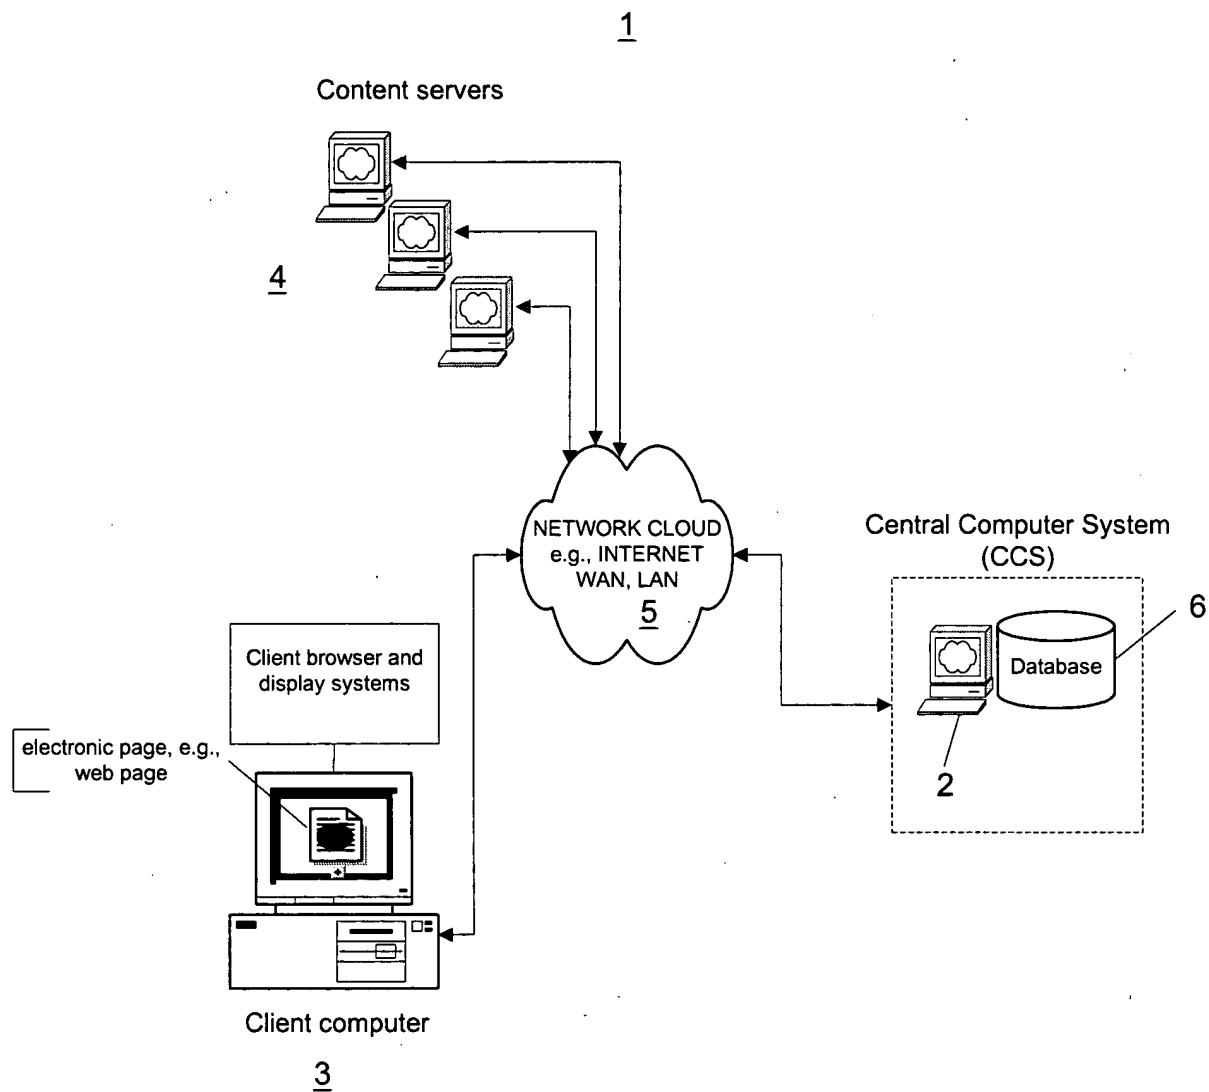 1
Content servers
4
NETWORK CLOUD
e.g., INTERNET
WAN, LAN
5
Central Computer System
(CCS)
6
Database
2
Client browser and
display systems
electronic page, e.g.,
web page
Client computer
3